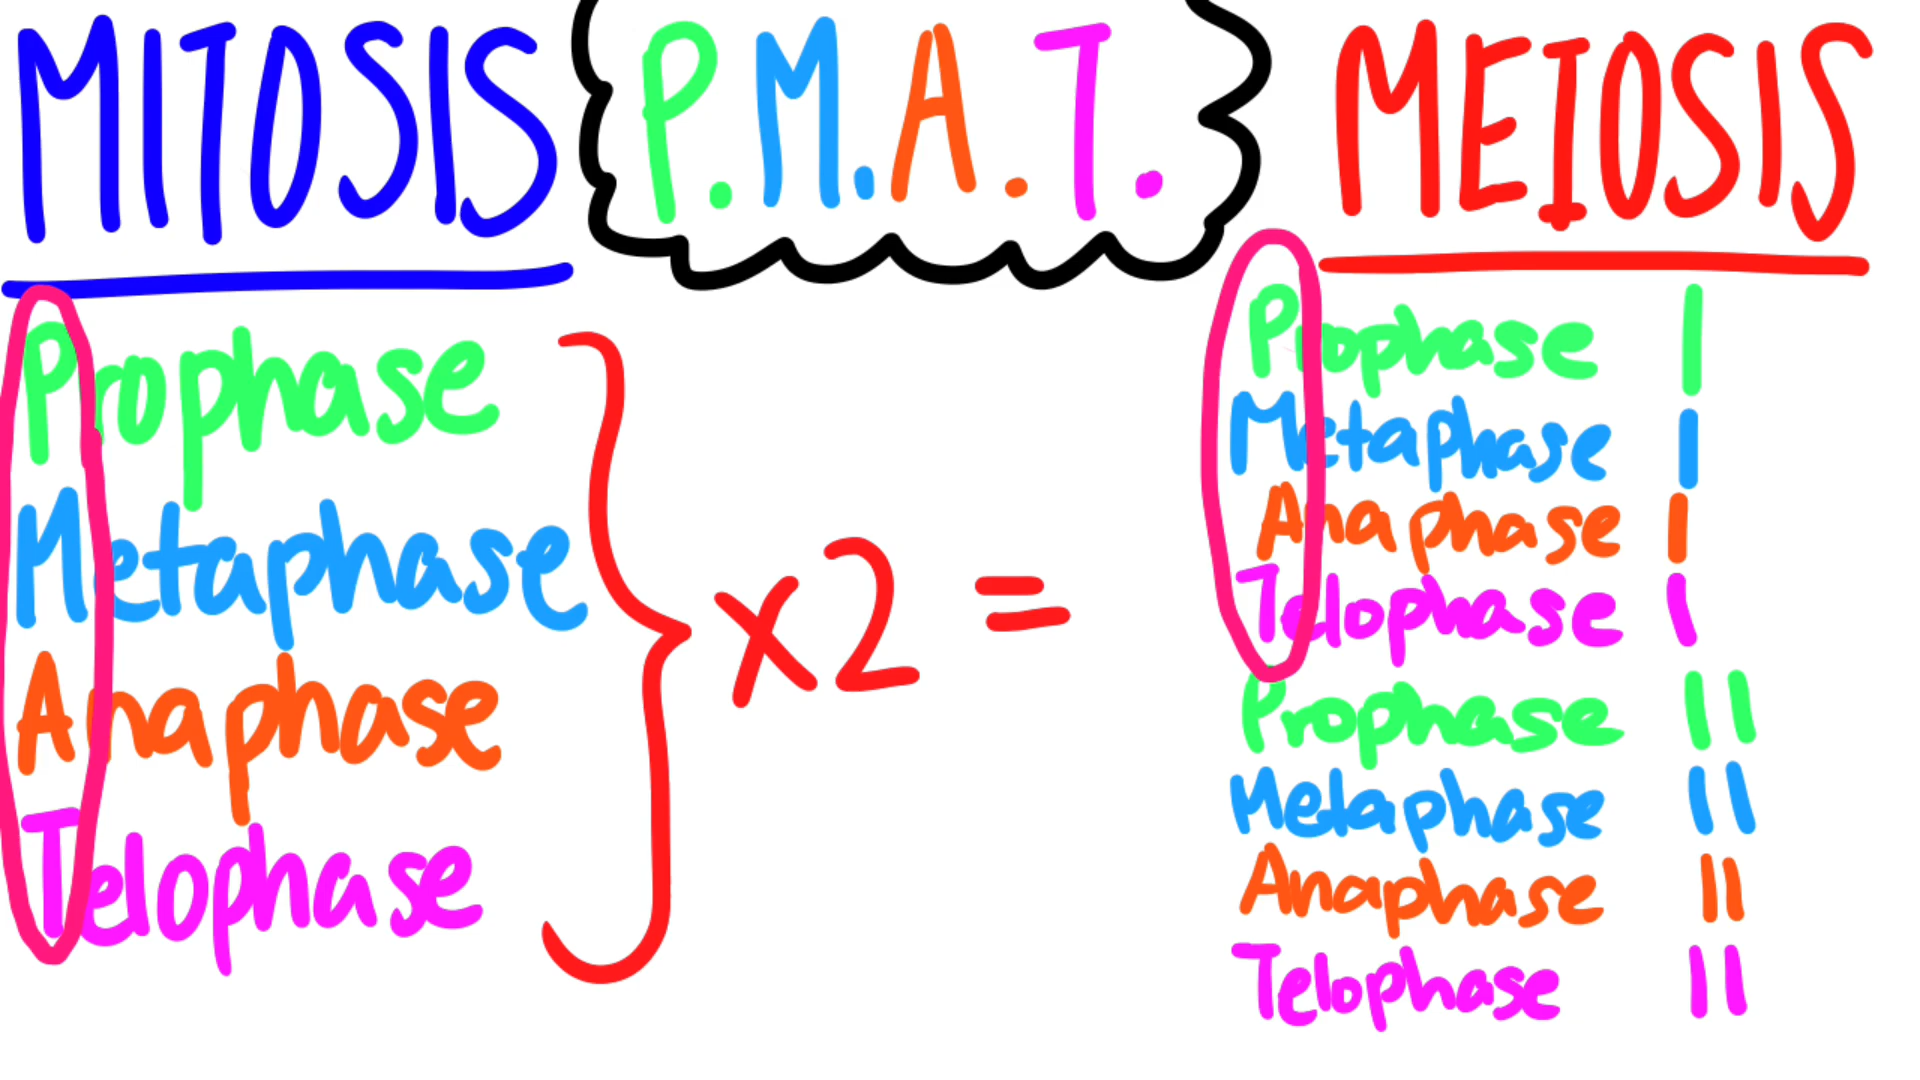 MITOSIS
P.M.A.T.
MEIOSIS
Prophase
Metaphase
Anaphase
Telophase
x2 =
Prophase I
Metaphase I
Anaphase I
Telophase I
Prophase II
Metaphase II
Anaphase II
Telophase II